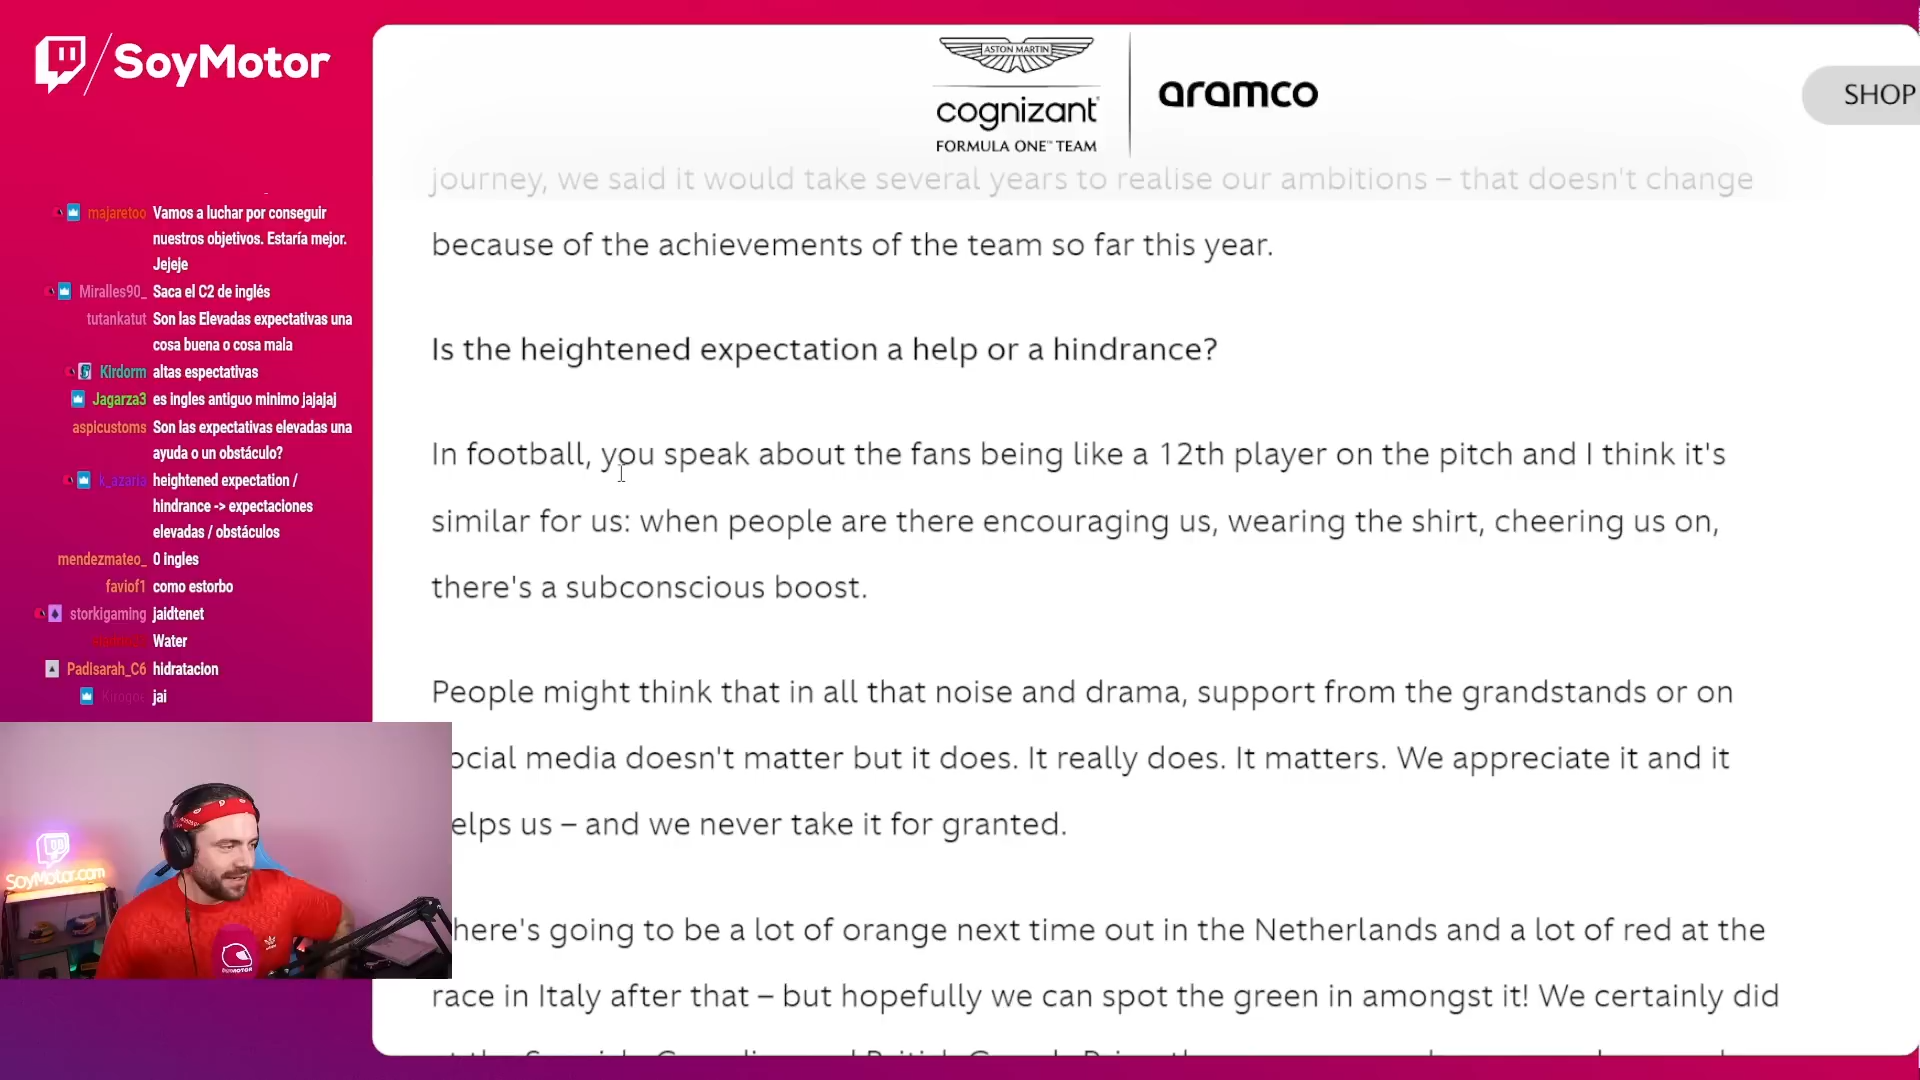 SoyMotor
majaretoo Vamos a luchar por conseguir
nuestros objetivos. Estaría mejor.
Jejeje
Miralles90_ Saca el C2 de inglés
tutankatut Son las Elevadas expectativas una
cosa buena o cosa mala
Kirdorm altas espectativas
Jagarza3 es ingles antiguo minimo jajajaj
aspicustoms Son las expectativas elevadas una
ayuda o un obstáculo?
k_azaria heightened expectation /
hindrance -> expectaciones
elevadas / obstáculos
mendezmateo_ 0 ingles
faviof1 como estorbo
storkigaming jaidtenet
Water
Padisarah_C6 hidratacion
jai
SoyMotor.com
ASTON MARTIN
cognizant
FORMULA ONE™ TEAM
aramco
SHOP
journey, we said it would take several years to realise our ambitions – that doesn't change
because of the achievements of the team so far this year.
Is the heightened expectation a help or a hindrance?
In football, you speak about the fans being like a 12th player on the pitch and I think it's
similar for us: when people are there encouraging us, wearing the shirt, cheering us on,
there's a subconscious boost.
People might think that in all that noise and drama, support from the grandstands or on
ocial media doesn't matter but it does. It really does. It matters. We appreciate it and it
elps us – and we never take it for granted.
here's going to be a lot of orange next time out in the Netherlands and a lot of red at the
race in Italy after that – but hopefully we can spot the green in amongst it! We certainly did